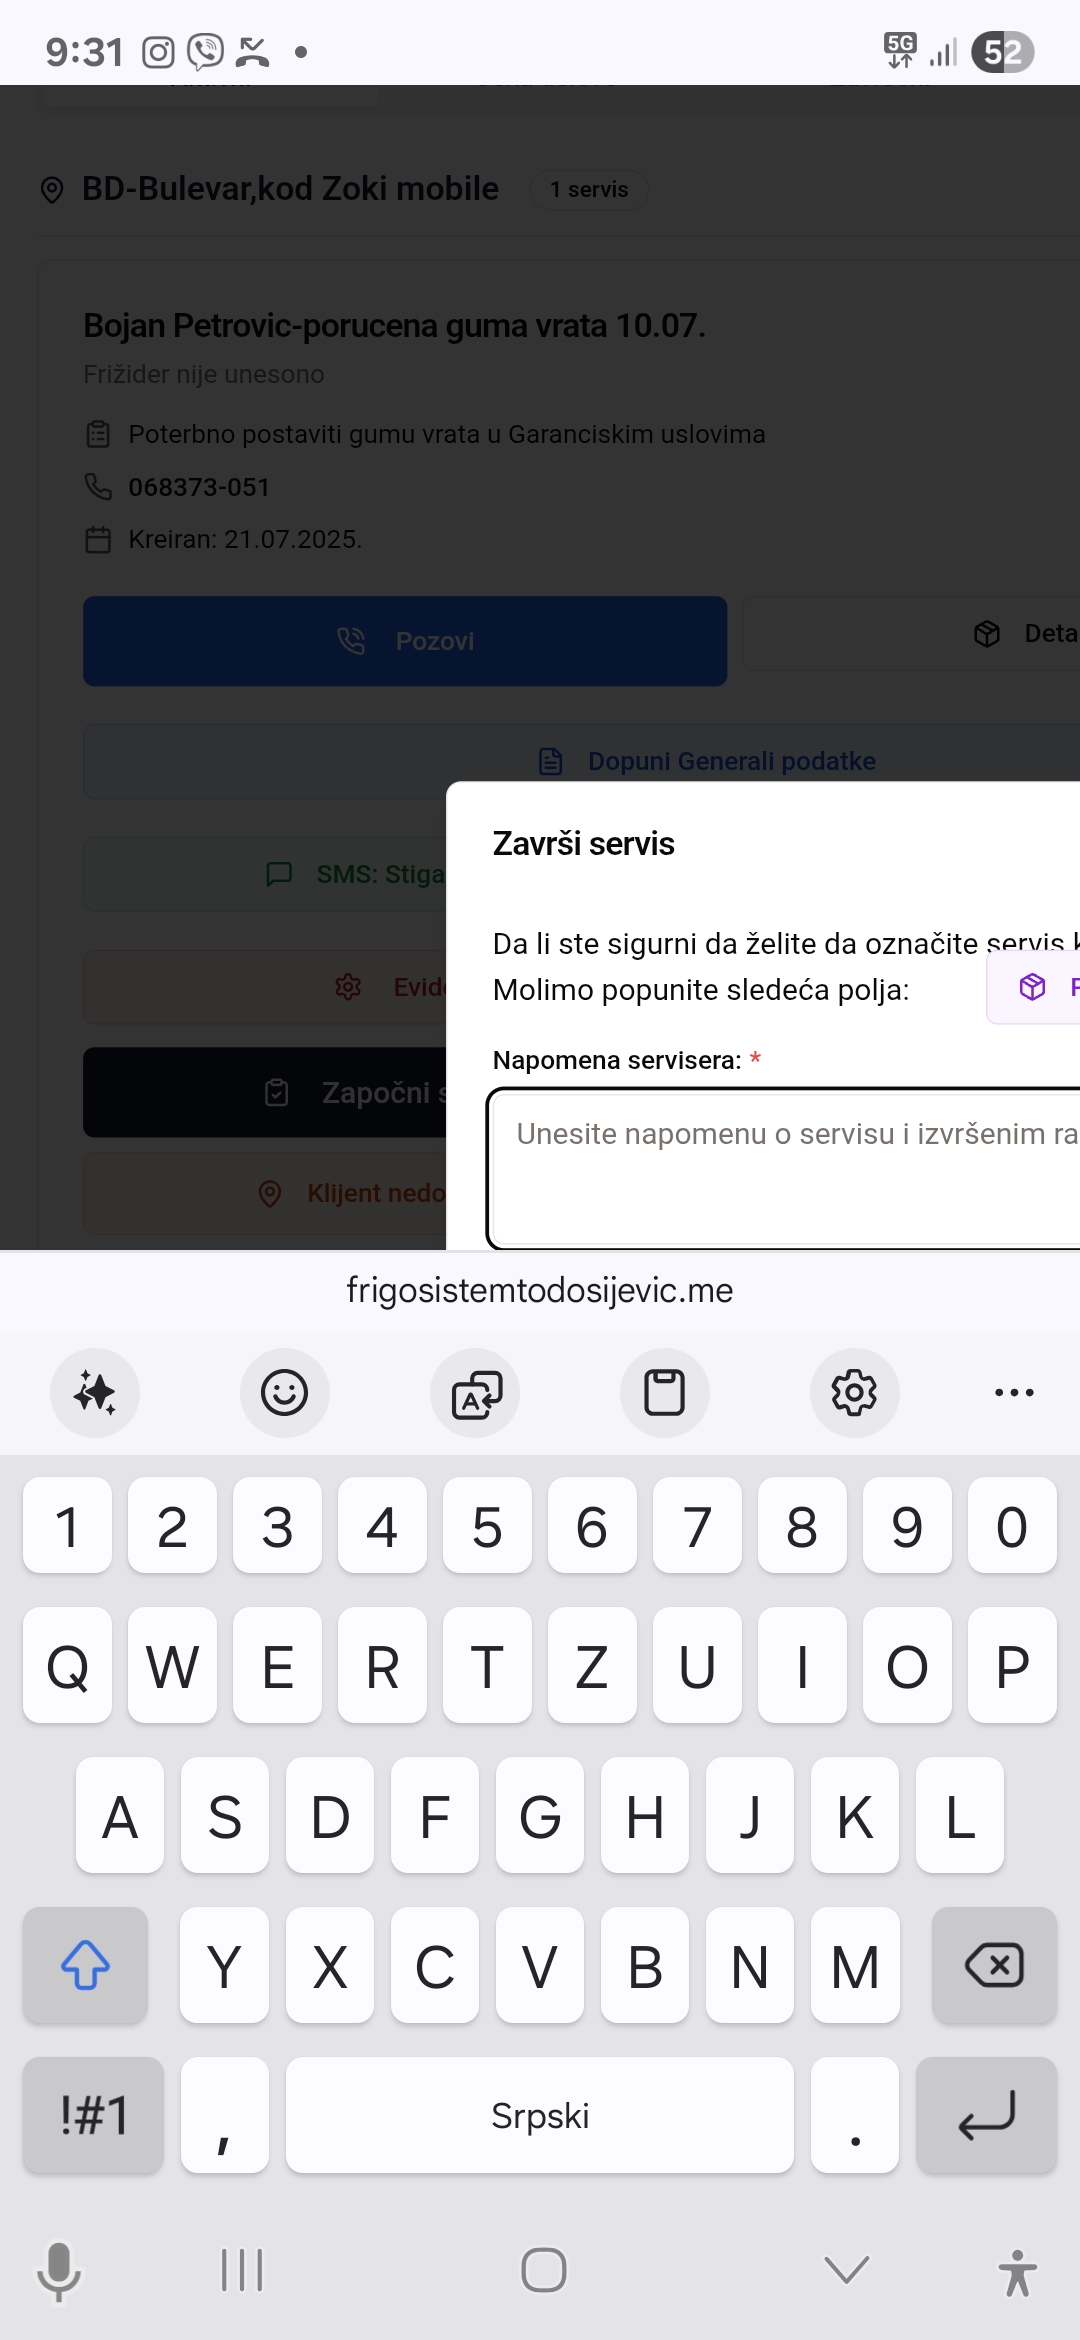 9:31
5G
52
BD-Bulevar,kod Zoki mobile
1 servis
Bojan Petrovic-porucena guma vrata 10.07.
Frižider nije unesono
Poterbno postaviti gumu vrata u Garanciskim uslovima
068373-051
Kreiran: 21.07.2025.
Pozovi
Deta
Dopuni Generali podatke
SMS: Stiga
Evid
Započni s
Klijent nedo
Završi servis
Da li ste sigurni da želite da označite servis k
Molimo popunite sledeća polja:
Napomena servisera: *
Unesite napomenu o servisu i izvršenim ra
frigosistemtodosijevic.me
1 2 3 4 5 6 7 8 9 0
Q W E R T Z U I O P
A S D F G H J K L
Y X C V B N M
!#1 , Srpski .